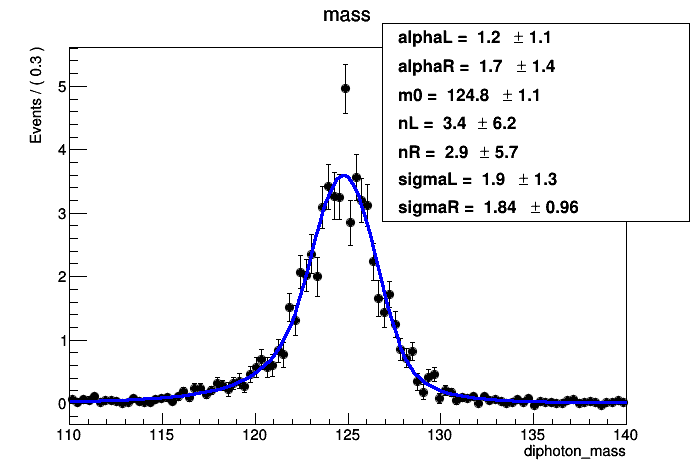 mass
alphaL = 1.2 ± 1.1
alphaR = 1.7 ± 1.4
m0 = 124.8 ± 1.1
nL = 3.4 ± 6.2
nR = 2.9 ± 5.7
sigmaL = 1.9 ± 1.3
sigmaR = 1.84 ± 0.96
Events / ( 0.3 )
5
4
3
2
1
0
110 115 120 125 130 135 140
diphoton_mass